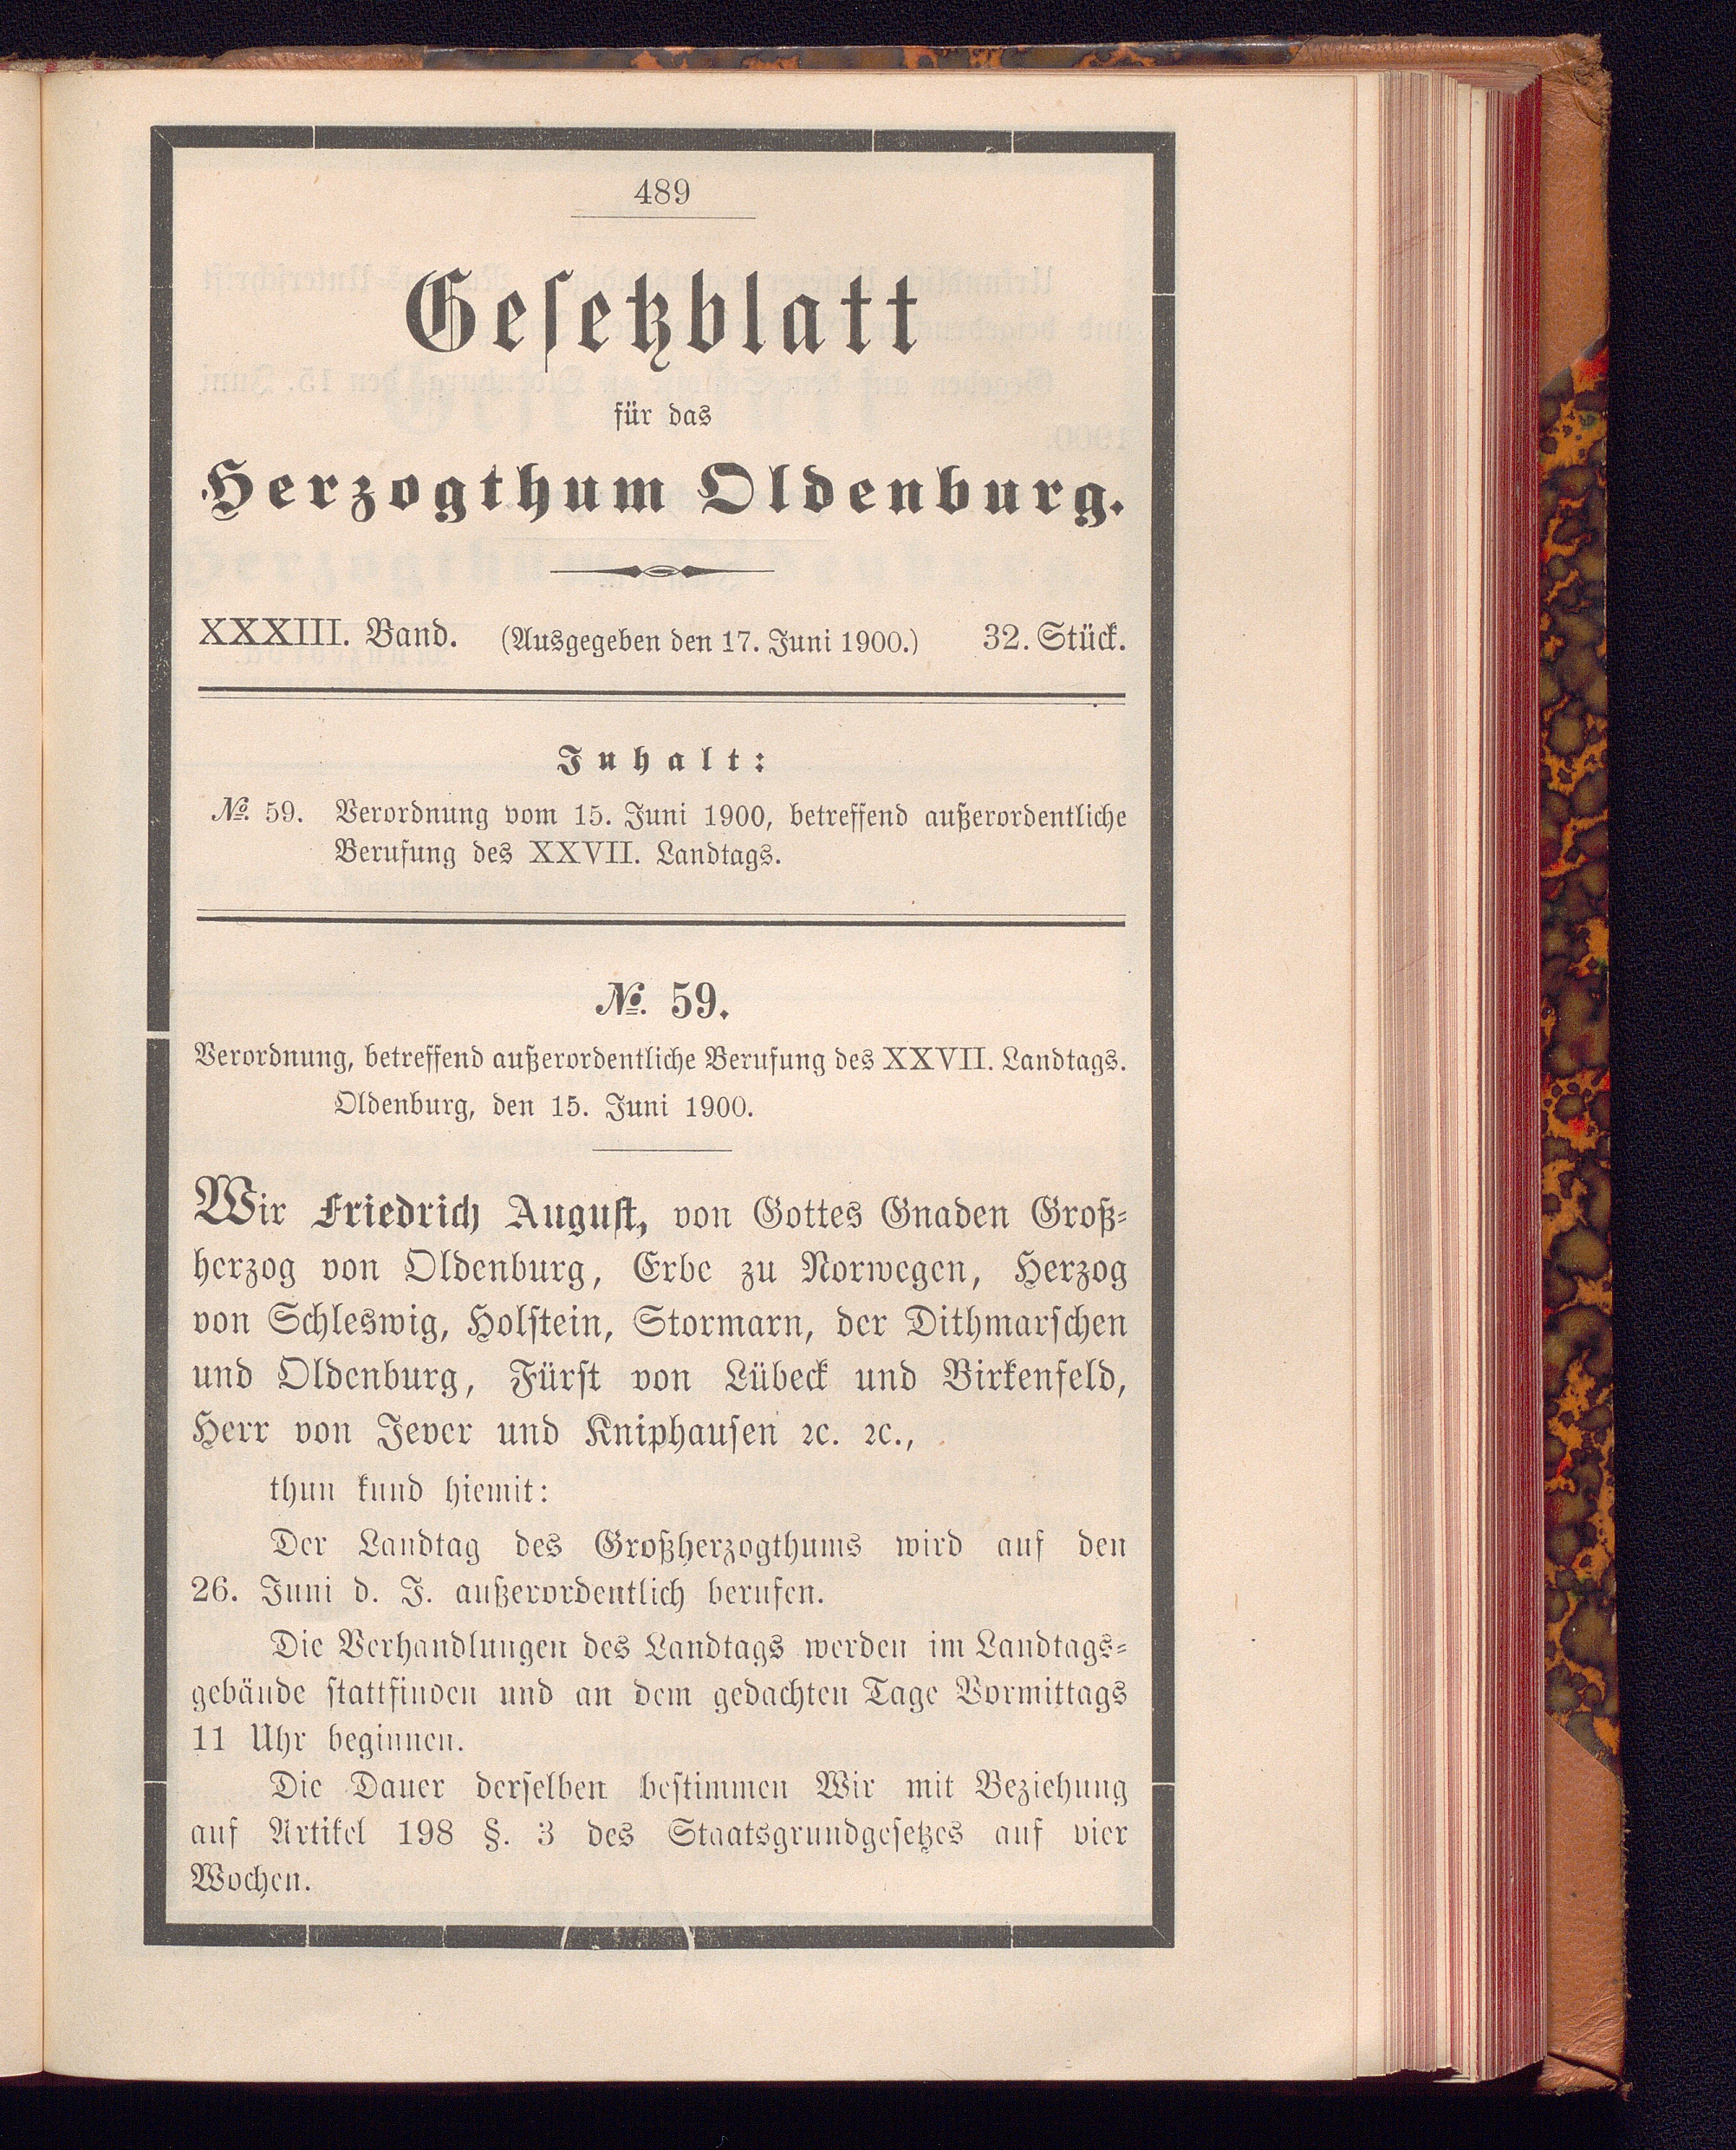 489
Gesetzblatt
für das
Herzogthum Oldenburg.
XXXIII. Band. (Ausgegeben den 17. Juni 1900.) 32. Stück.
Inhalt:
№. 59. Verordnung vom 15. Juni 1900, betreffend außerordentliche
Berufung des XXVII. Landtags.
№. 59.
Verordnung, betreffend außerordentliche Berufung des XXVII. Landtags.
Oldenburg, den 15. Juni 1900.
Wir Friedrich August, von Gottes Gnaden Groß-
herzog von Oldenburg, Erbe zu Norwegen, Herzog
von Schleswig, Holstein, Stormarn, der Dithmarschen
und Oldenburg, Fürst von Lübeck und Birkenfeld,
Herr von Jever und Kniphausen ꝛc. ꝛc.,
thun kund hiemit:
Der Landtag des Großherzogthums wird auf den
26. Juni d. J. außerordentlich berufen.
Die Verhandlungen des Landtags werden im Landtags-
gebäude stattfinden und an dem gedachten Tage Vormittags
11 Uhr beginnen.
Die Dauer derselben bestimmen Wir mit Beziehung
auf Artikel 198 §. 3 des Staatsgrundgesetzes auf vier
Wochen.